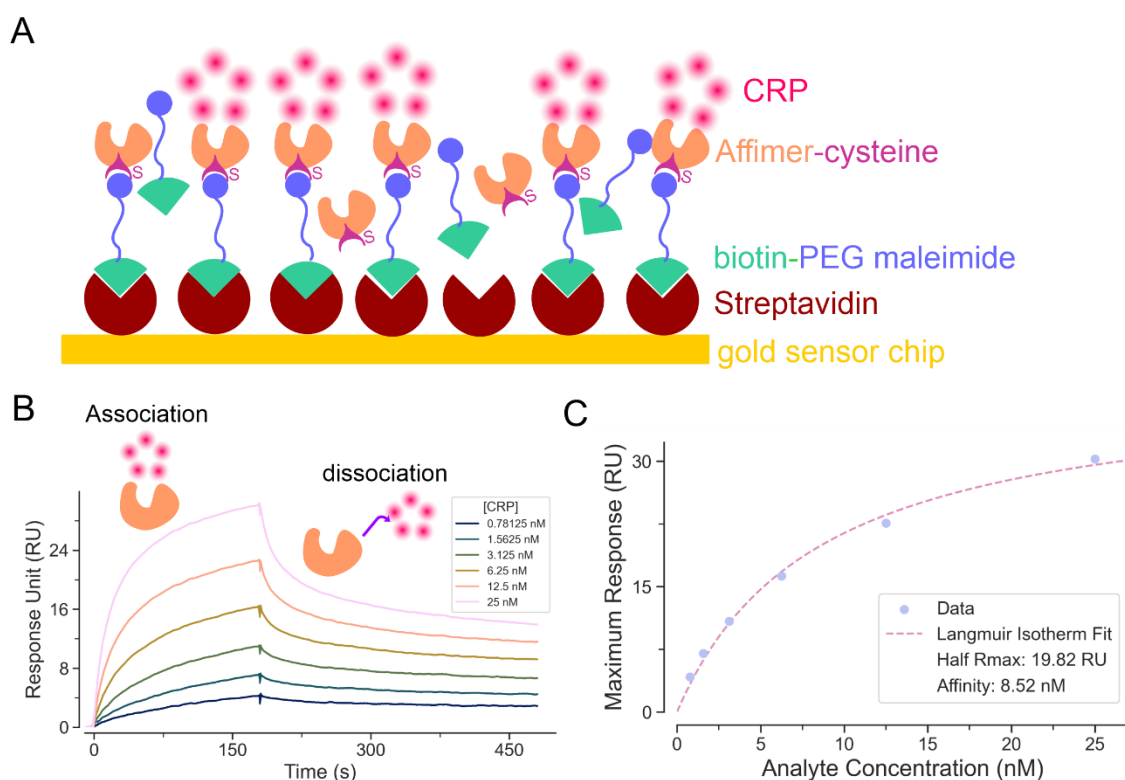 A
CRP
Affimer-cysteine
S
S
S
S
S
S
S
S
biotin-PEG maleimide
Streptavidin
gold sensor chip
B
Association
dissociation
[CRP]
0.78125 nM
1.5625 nM
3.125 nM
6.25 nM
12.5 nM
25 nM
Response Unit (RU)
24
16
8
0
0
150
300
450
Time (s)
C
Maximum Response (RU)
30
15
0
Data
Langmuir Isotherm Fit
Half Rmax: 19.82 RU
Affinity: 8.52 nM
0
5
10
15
20
25
Analyte Concentration (nM)